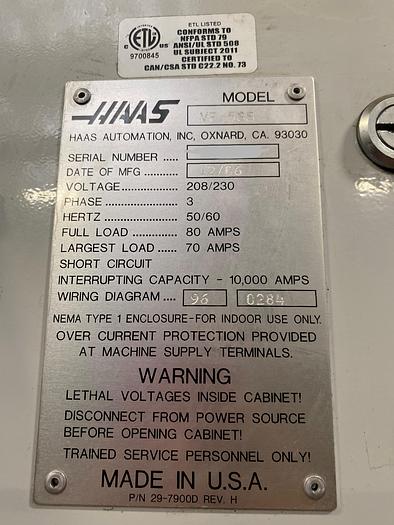 ETL LISTED
CONFORMS TO
NFPA STD 79
ANSI/UL STD 508
UL SUBJECT 2011
CERTIFIED TO
CAN/CSA STD C22.2 NO. 73
C ETL US
9700845
HAAS
MODEL
HAAS AUTOMATION, INC, OXNARD, CA. 93030
SERIAL NUMBER .....
DATE OF MFG ............ 12/06
VOLTAGE................... 208/230
PHASE ....................... 3
HERTZ ....................... 50/60
FULL LOAD ............... 80 AMPS
LARGEST LOAD ..... 70 AMPS
SHORT CIRCUIT
INTERRUPTING CAPACITY - 10,000 AMPS
WIRING DIAGRAM .... 96 0284
NEMA TYPE 1 ENCLOSURE-FOR INDOOR USE ONLY.
OVER CURRENT PROTECTION PROVIDED
AT MACHINE SUPPLY TERMINALS.
WARNING
LETHAL VOLTAGES INSIDE CABINET!
DISCONNECT FROM POWER SOURCE
BEFORE OPENING CABINET!
TRAINED SERVICE PERSONNEL ONLY!
MADE IN U.S.A.
P/N 29-7900D REV. H